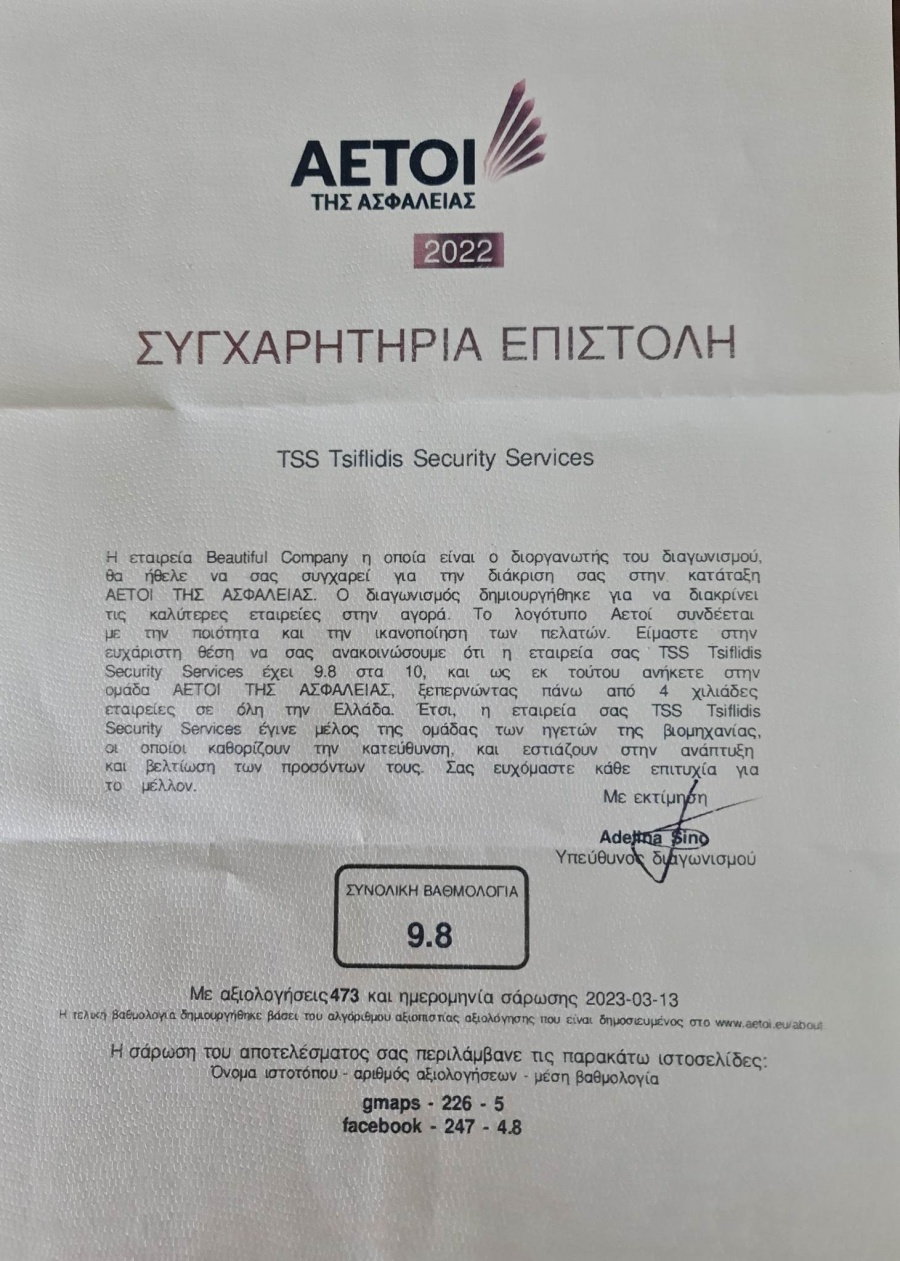 ΑΕΤΟΙ
ΤΗΣ ΑΣΦΑΛΕΙΑΣ
2022
ΣΥΓΧΑΡΗΤΗΡΙΑ ΕΠΙΣΤΟΛΗ
TSS Tsiflidis Security Services
Η εταιρεία Beautiful Company η οποία είναι ο διοργανωτής του διαγωνισμού,
θα ήθελε να σας συγχαρεί για την διάκριση σας στην κατάταξη
ΑΕΤΟΙ ΤΗΣ ΑΣΦΑΛΕΙΑΣ. Ο διαγωνισμός δημιουργήθηκε για να διακρίνει
τις καλύτερες εταιρείες στην αγορά. Το λογότυπο Αετοί συνδέεται
με την ποιότητα και την ικανοποίηση των πελατών. Είμαστε στην
ευχάριστη θέση να σας ανακοινώσουμε ότι η εταιρεία σας TSS Tsiflidis
Security Services έχει 9.8 στα 10, και ως εκ τούτου ανήκετε στην
ομάδα ΑΕΤΟΙ ΤΗΣ ΑΣΦΑΛΕΙΑΣ, ξεπερνώντας πάνω από 4 χιλιάδες
εταιρείες σε όλη την Ελλάδα. Έτσι, η εταιρεία σας TSS Tsiflidis
Security Services έγινε μέλος της ομάδας των ηγετών της βιομηχανίας,
οι οποίοι καθορίζουν την κατεύθυνση, και εστιάζουν στην ανάπτυξη
και βελτίωση των προσόντων τους. Σας ευχόμαστε κάθε επιτυχία για
το μέλλον.
Με εκτίμηση
Adelina Sino
Υπεύθυνος διαγωνισμού
ΣΥΝΟΛΙΚΗ ΒΑΘΜΟΛΟΓΙΑ
9.8
Με αξιολογήσεις 473 και ημερομηνία σάρωσης 2023-03-13
Η τελική βαθμολογία δημιουργήθηκε βάσει του αλγόριθμου αξιοπιστίας αξιολόγησης που είναι δημοσιευμένος στο www.aetoi.eu/about
Η σάρωση του αποτελέσματος σας περιλάμβανε τις παρακάτω ιστοσελίδες:
Όνομα ιστοτόπου - αριθμός αξιολογήσεων - μέση βαθμολογία
gmaps - 226 - 5
facebook - 247 - 4.8